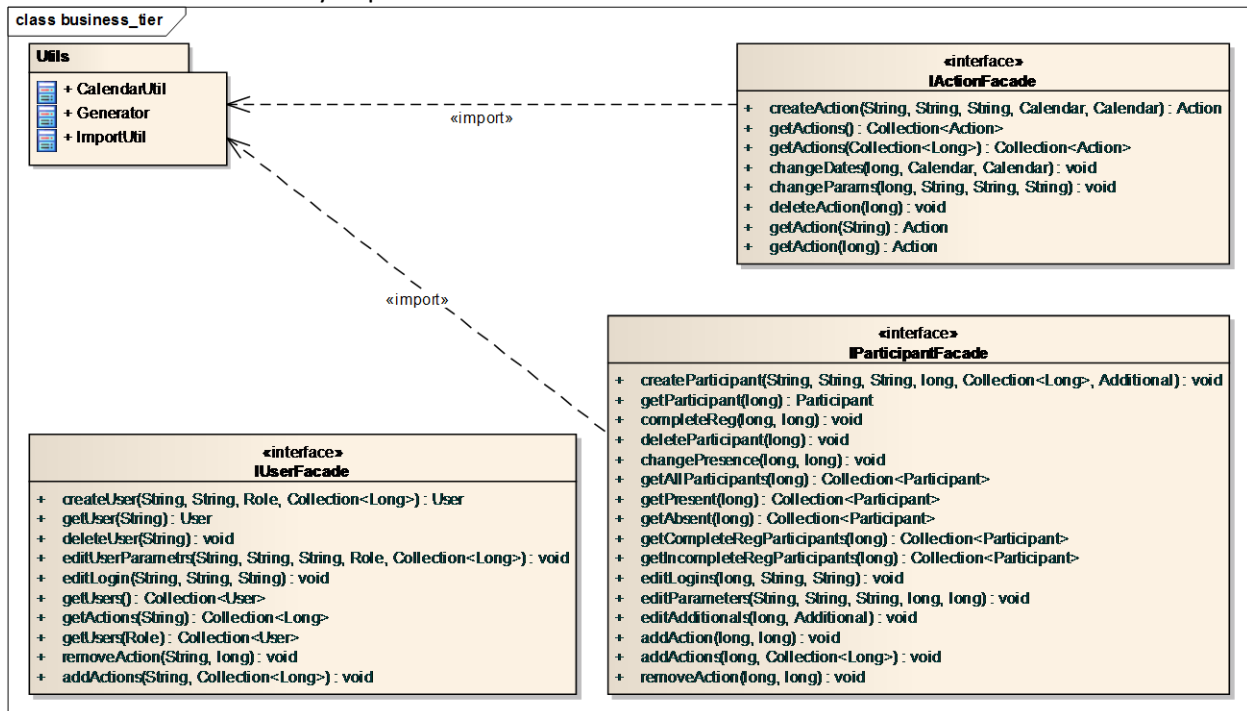 class business_tier
Utils
+ CalendarUtil
+ Generator
+ ImportUtil
«import»
«interface»
IActionFacade
+ createAction(String, String, String, Calendar, Calendar) : Action
+ getActions() : Collection<Action>
+ getActions(Collection<Long>) : Collection<Action>
+ changeDates(long, Calendar, Calendar) : void
+ changeParams(long, String, String, String) : void
+ deleteAction(long) : void
+ getAction(String) : Action
+ getAction(long) : Action
«import»
«interface»
IParticipantFacade
+ createParticipant(String, String, String, long, Collection<Long>, Additional) : void
+ getParticipant(long) : Participant
+ completeReg(long, long) : void
+ deleteParticipant(long) : void
+ changePresence(long, long) : void
+ getAllParticipants(long) : Collection<Participant>
+ getPresent(long) : Collection<Participant>
+ getAbsent(long) : Collection<Participant>
+ getCompleteRegParticipants(long) : Collection<Participant>
+ getIncompleteRegParticipants(long) : Collection<Participant>
+ editLogins(long, String, String) : void
+ editParameters(String, String, String, long, long) : void
+ editAdditionals(long, Additional) : void
+ addAction(long, long) : void
+ addActions(long, Collection<Long>) : void
+ removeAction(long, long) : void
«interface»
IUserFacade
+ createUser(String, String, Role, Collection<Long>) : User
+ getUser(String) : User
+ deleteUser(String) : void
+ editUserParametrs(String, String, String, Role, Collection<Long>) : void
+ editLogin(String, String, String) : void
+ getUsers() : Collection<User>
+ getActions(String) : Collection<Long>
+ getUsers(Role) : Collection<User>
+ removeAction(String, long) : void
+ addActions(String, Collection<Long>) : void